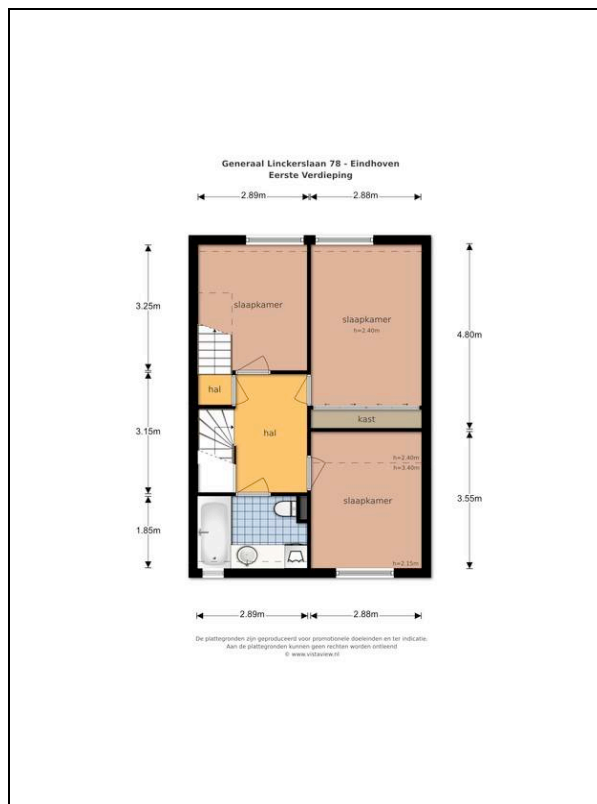 Generaal Linckerslaan 78 - Eindhoven
Eerste Verdieping
2.89m
2.88m
3.25m
slaapkamer
slaapkamer
h=2.40m
4.80m
hal
kast
3.15m
hal
h=2.40m
h=3.40m
slaapkamer
3.55m
1.85m
h=2.15m
2.89m
2.88m
De plattegronden zijn geproduceerd voor promotionele doeleinden en ter indicatie.
Aan de plattegronden kunnen geen rechten worden ontleend
© www.vistaview.nl